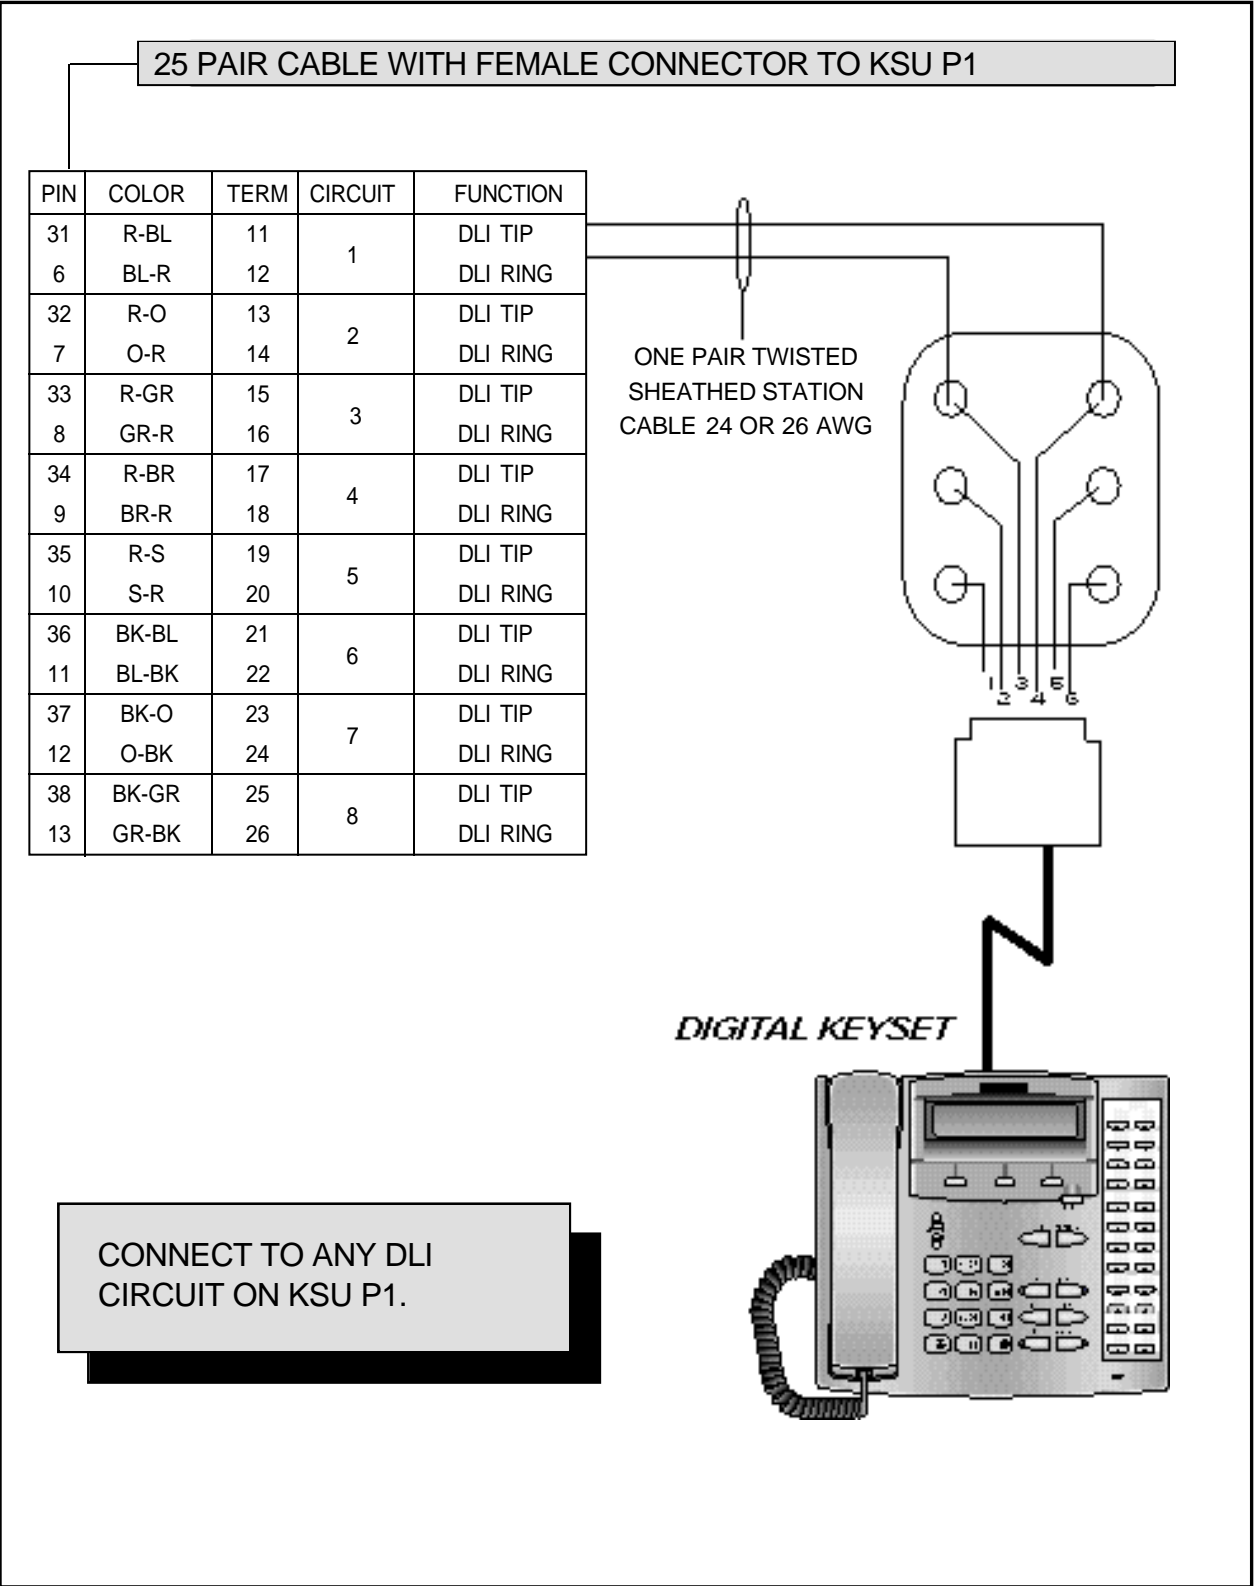 25 PAIR CABLE WITH FEMALE CONNECTOR TO KSU P1
PIN COLOR TERM CIRCUIT FUNCTION
31 R-BL 11 DLI TIP
1
6 BL-R 12 DLI RING
32 R-O 13 DLI TIP
2
7 O-R 14 DLI RING
33 R-GR 15 DLI TIP
3
8 GR-R 16 DLI RING
34 R-BR 17 DLI TIP
4
9 BR-R 18 DLI RING
35 R-S 19 DLI TIP
5
10 S-R 20 DLI RING
36 BK-BL 21 DLI TIP
6
11 BL-BK 22 DLI RING
37 BK-O 23 DLI TIP
7
12 O-BK 24 DLI RING
38 BK-GR 25 DLI TIP
8
13 GR-BK 26 DLI RING
ONE PAIR TWISTED
SHEATHED STATION
CABLE 24 OR 26 AWG
1 2 3 4 5 6
DIGITAL KEYSET
CONNECT TO ANY DLI
CIRCUIT ON KSU P1.